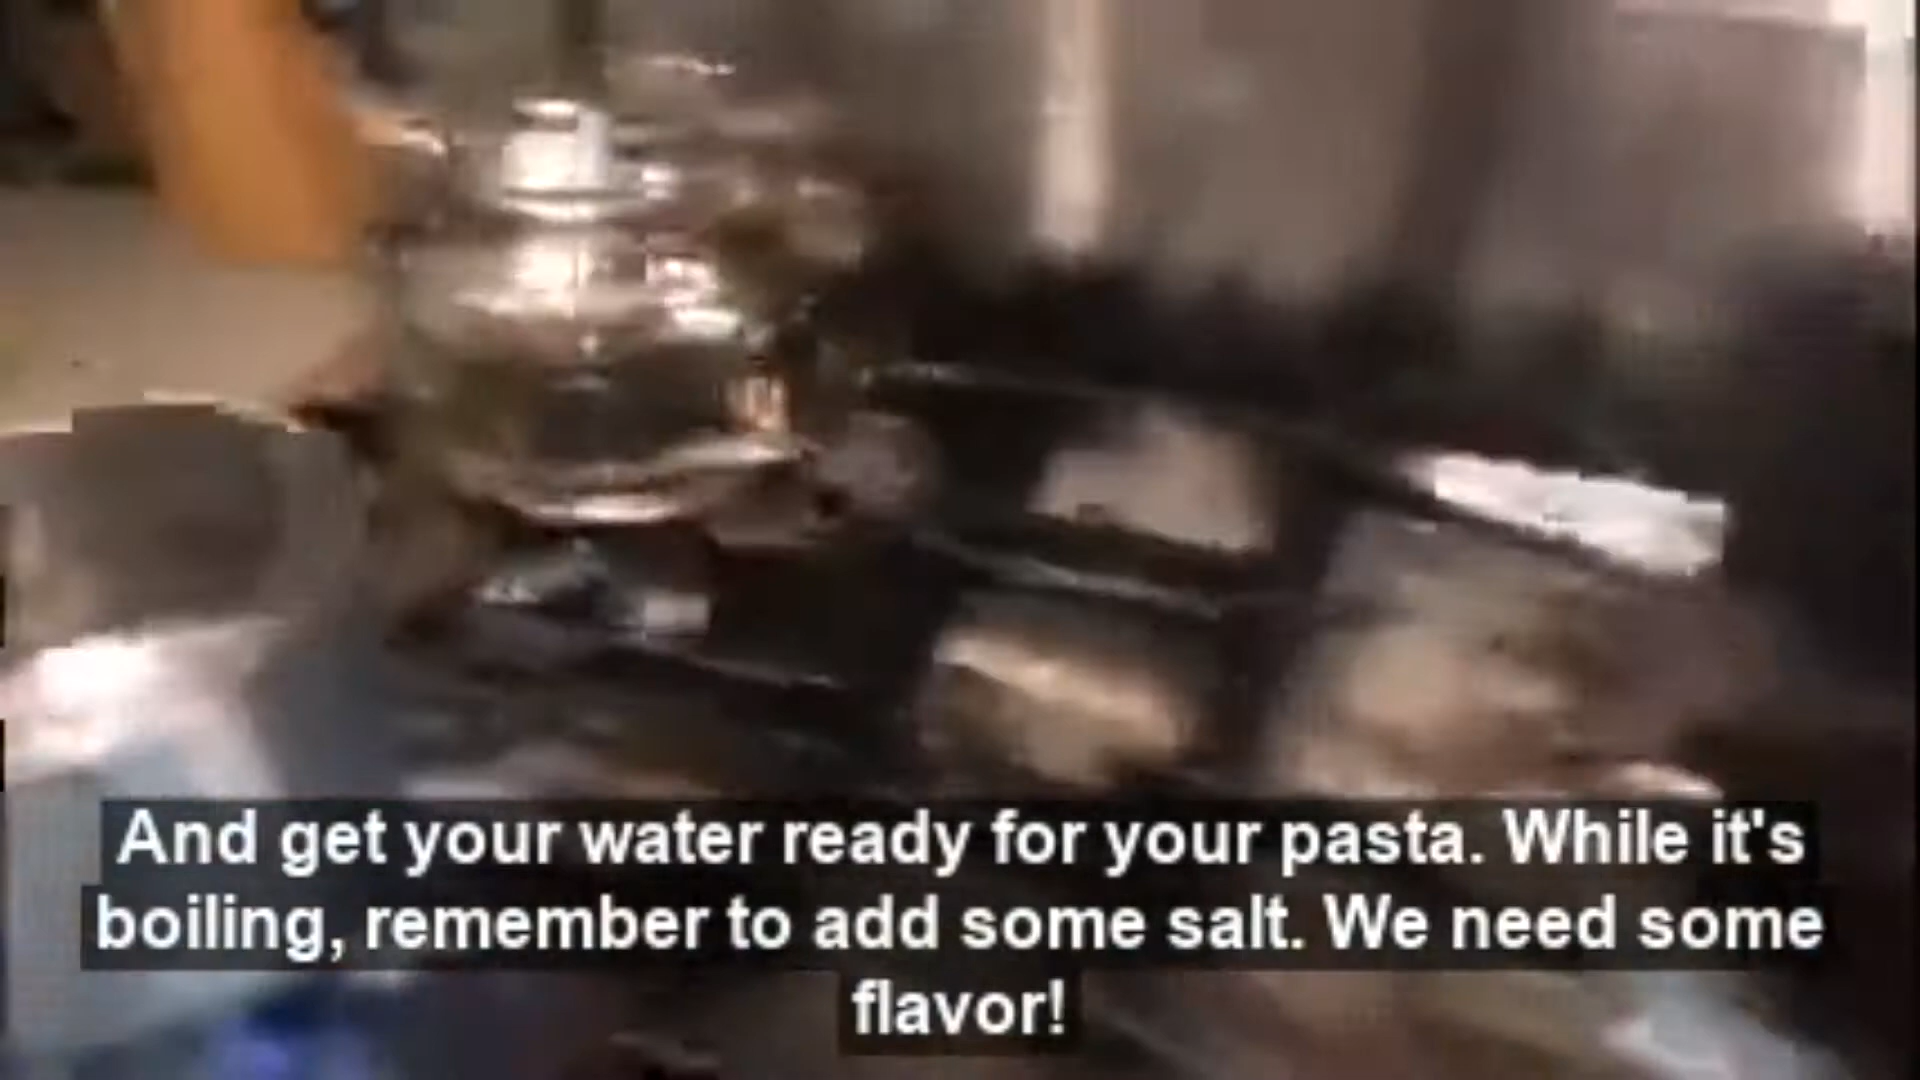 And get your water ready for your pasta. While it's
boiling, remember to add some salt. We need some
flavor!